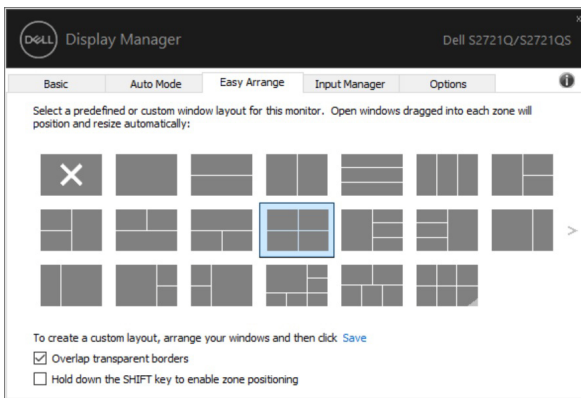 DELL Display Manager
Dell S2721Q/S2721QS
Basic
Auto Mode
Easy Arrange
Input Manager
Options
Select a predefined or custom window layout for this monitor. Open windows dragged into each zone will
position and resize automatically:
To create a custom layout, arrange your windows and then click Save
Overlap transparent borders
Hold down the SHIFT key to enable zone positioning